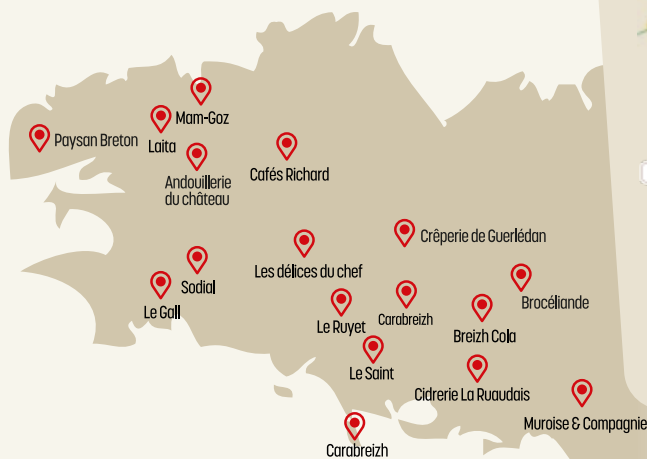 Mam-Goz
Paysan Breton
Laita
Cafés Richard
Andouillerie
du château
Crêperie de Guerlédan
Les délices du chef
Sodial
Le Gall
Brocéliande
Carabreizh
Le Ruyet
Breizh Cola
Le Saint
Cidrerie La Ruaudais
Muroise & Compagnie
Carabreizh